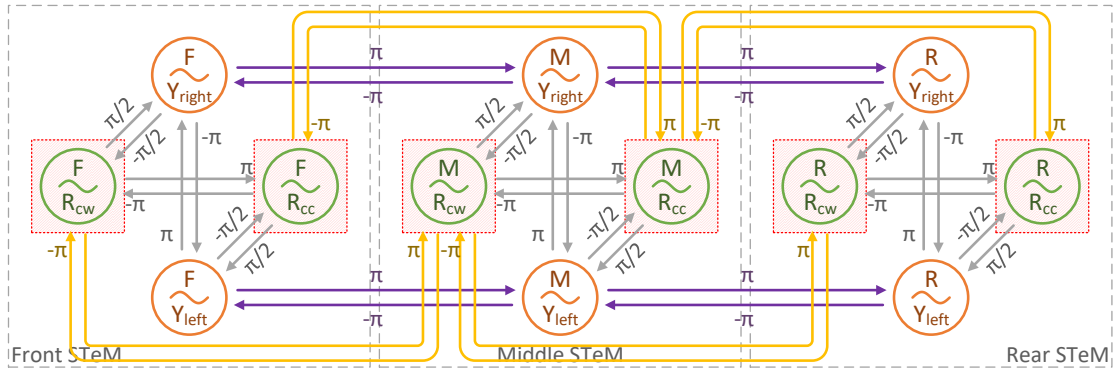 π
-π
π
-π
π
F
Y_right
M
Y_right
R
Y_right
π
-π
π
-π
π/2
-π/2
-π
π/2
-π/2
-π
π/2
-π/2
-π
F
R_cw
π
-π
F
R_cc
M
R_cw
π
-π
M
R_cc
R
R_cw
π
-π
R
R_cc
-π
π
-π/2
π/2
π
-π
π
-π/2
π/2
π
π
-π/2
π/2
F
Y_left
M
Y_left
R
Y_left
π
-π
π
-π
Front STeM
Middle STeM
Rear STeM